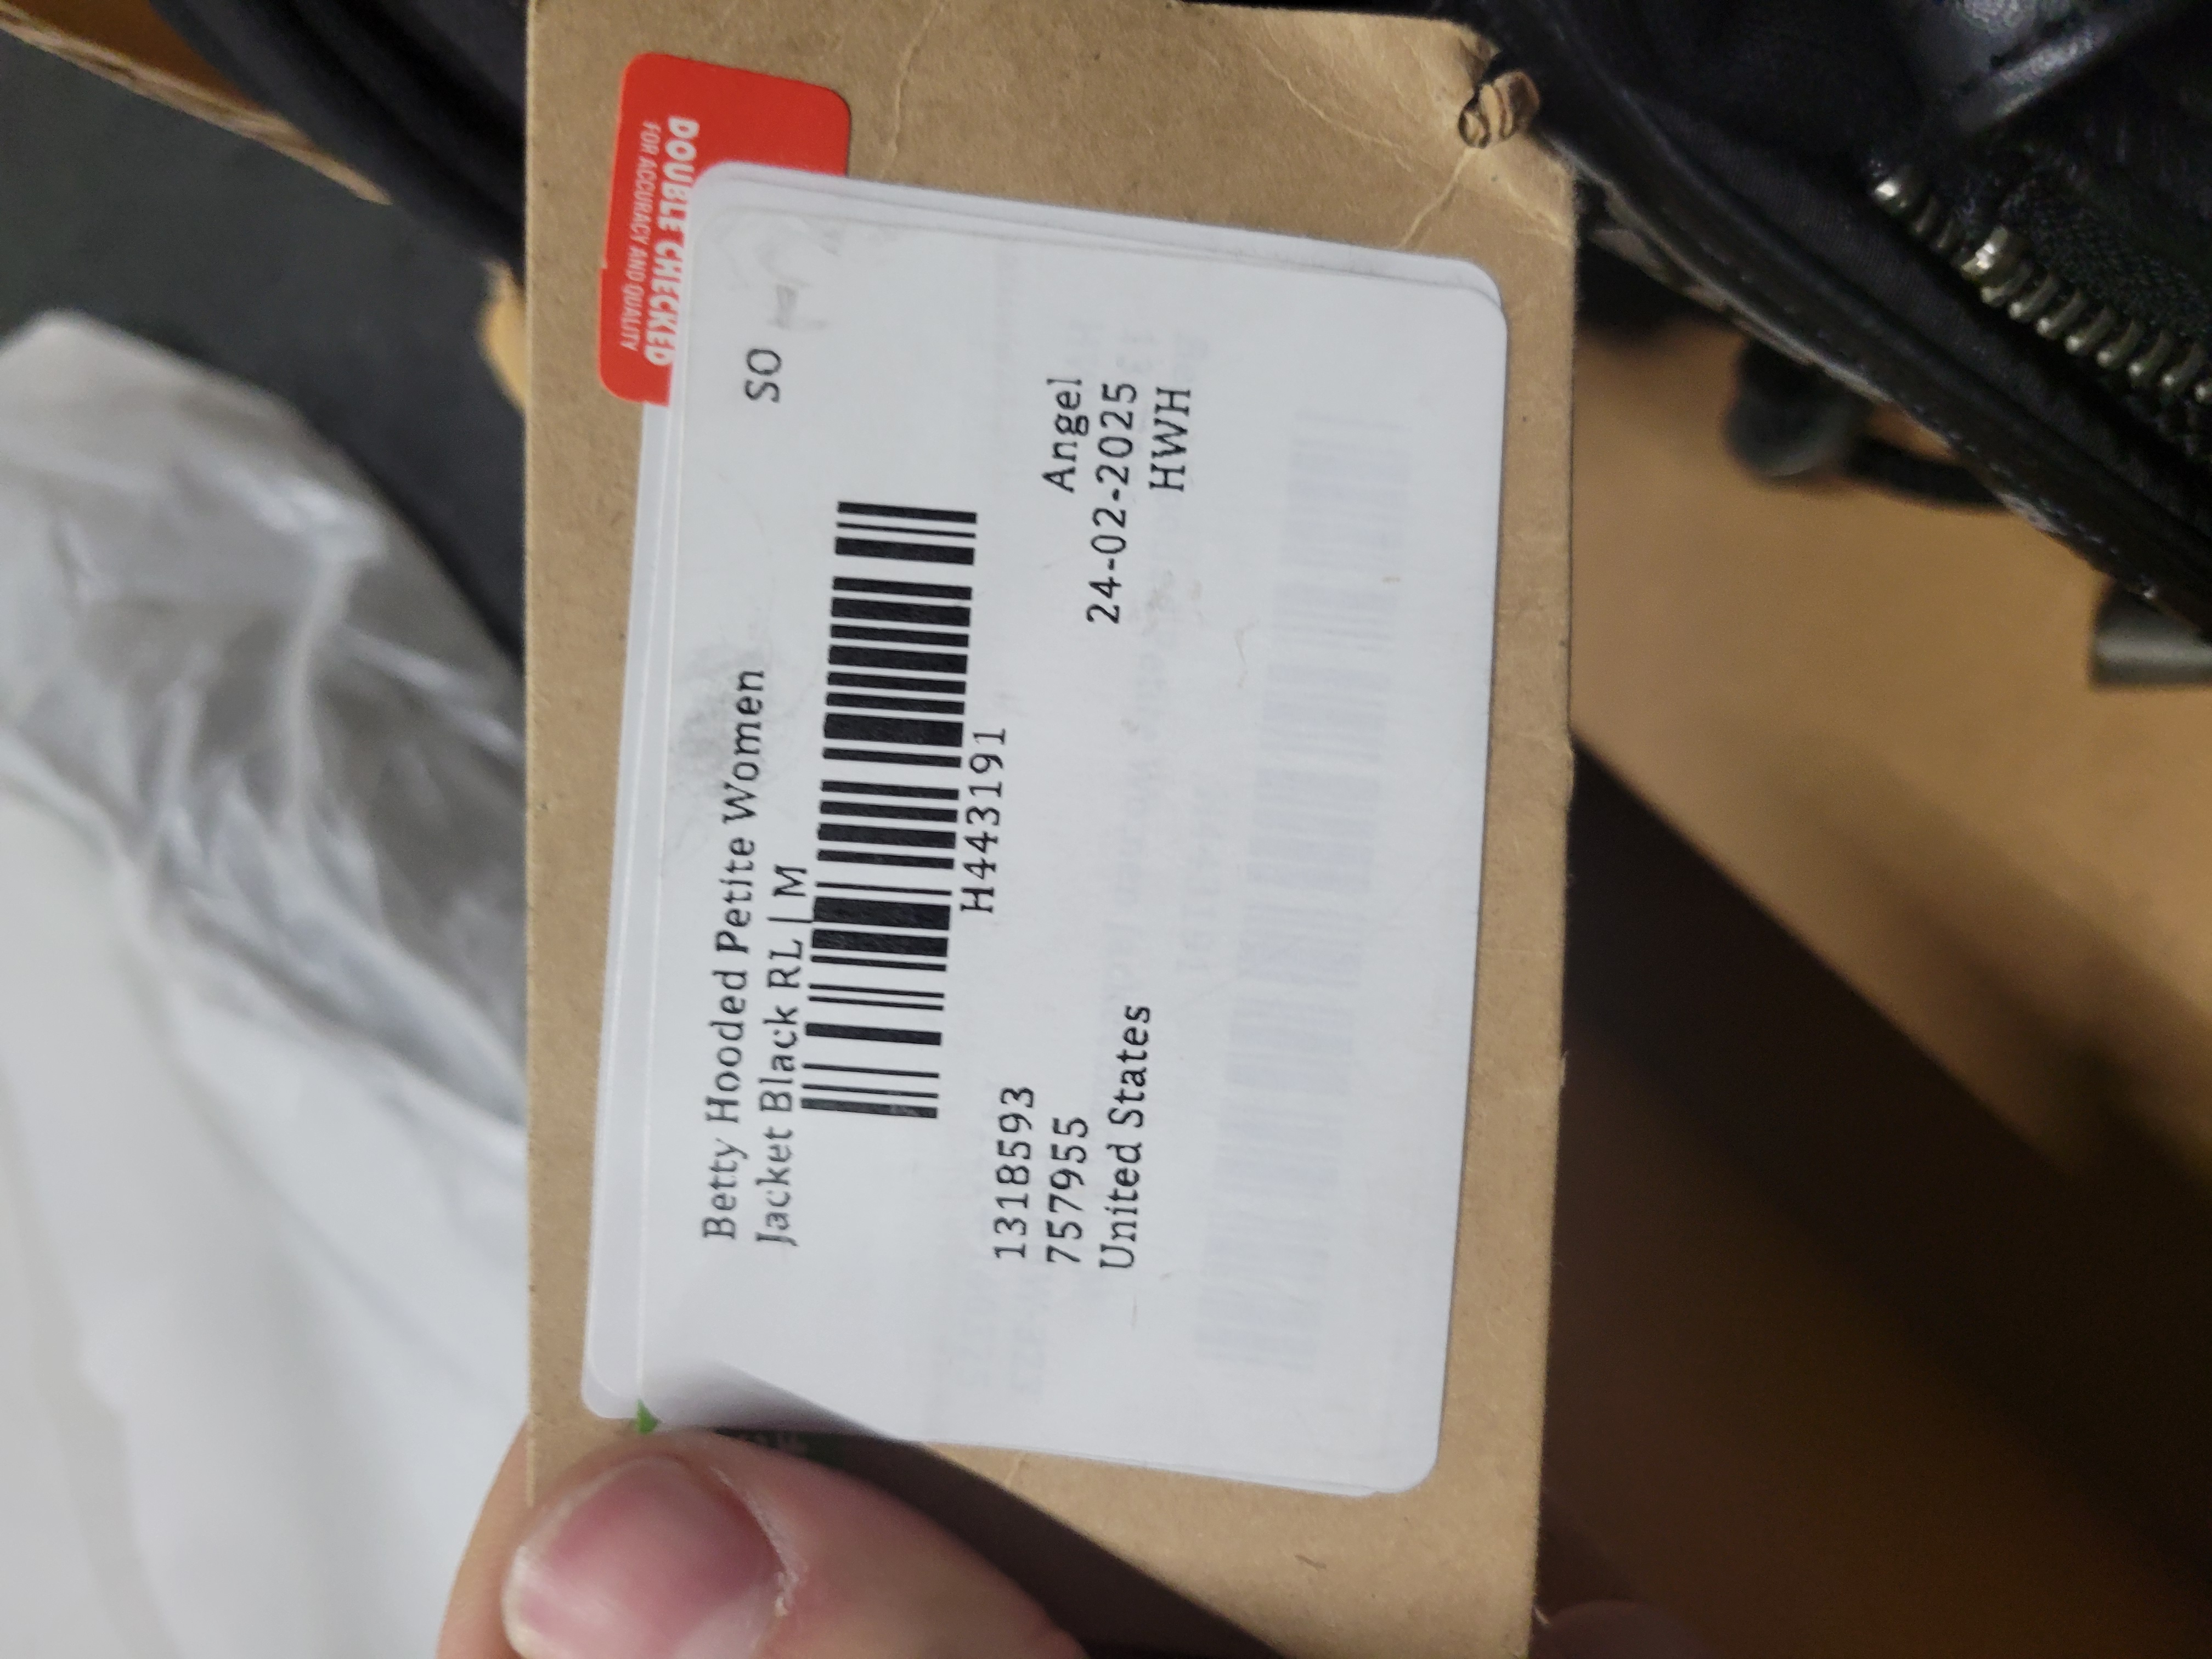 DOUBLE CHECKED
FOR ACCURACY AND QUALITY
SO
Betty Hooded Petite Women
Jacket Black RL | M
H443191
1318593
757955
United States
Angel
24-02-2025
HWH